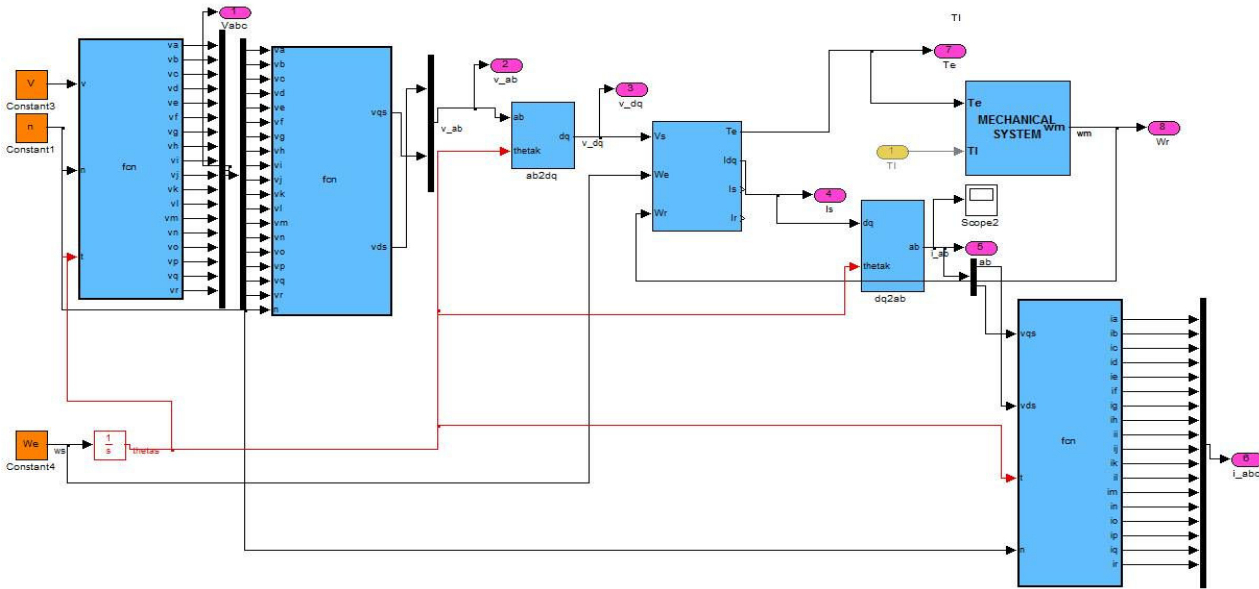 1
Vabc
V
Constant3
n
Constant1
v
n
t
fcn
va
vb
vc
vd
ve
vf
vg
vh
vi
vj
vk
vl
vm
vn
vo
vp
vq
vr
va
vb
vc
vd
ve
vf
vg
vh
vi
vj
vk
vl
vm
vn
vo
vp
vq
vr
n
fcn
vqs
vds
v_ab
2
v_ab
ab
thetak
dq
ab2dq
v_dq
3
v_dq
Vs
We
Wr
Te
Idq
Is
Ir
4
Is
Tl
7
Te
Te
MECHANICAL
SYSTEM
wm
Tl
wm
1
Tl
8
Wr
Scope2
dq
thetak
ab
dq2ab
i_ab
5
ab
We
Constant4
ws
1
s
thetas
vqs
vds
t
n
fcn
ia
ib
ic
id
ie
if
ig
ih
ii
ij
ik
il
im
in
io
ip
iq
ir
6
i_abc